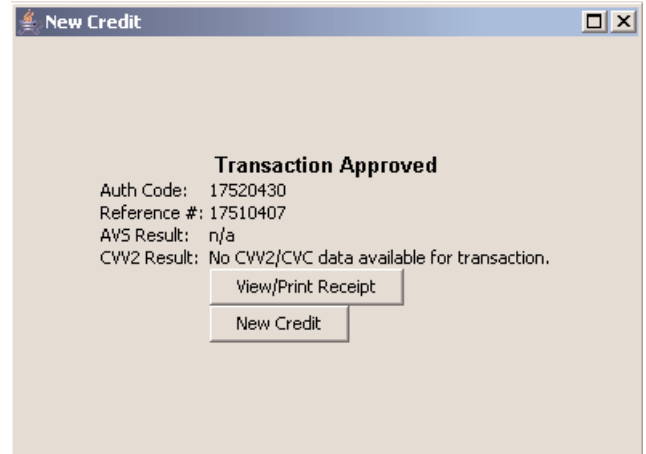 New Credit
Transaction Approved
Auth Code: 17520430
Reference #: 17510407
AVS Result: n/a
CVV2 Result: No CVV2/CVC data available for transaction.
View/Print Receipt
New Credit